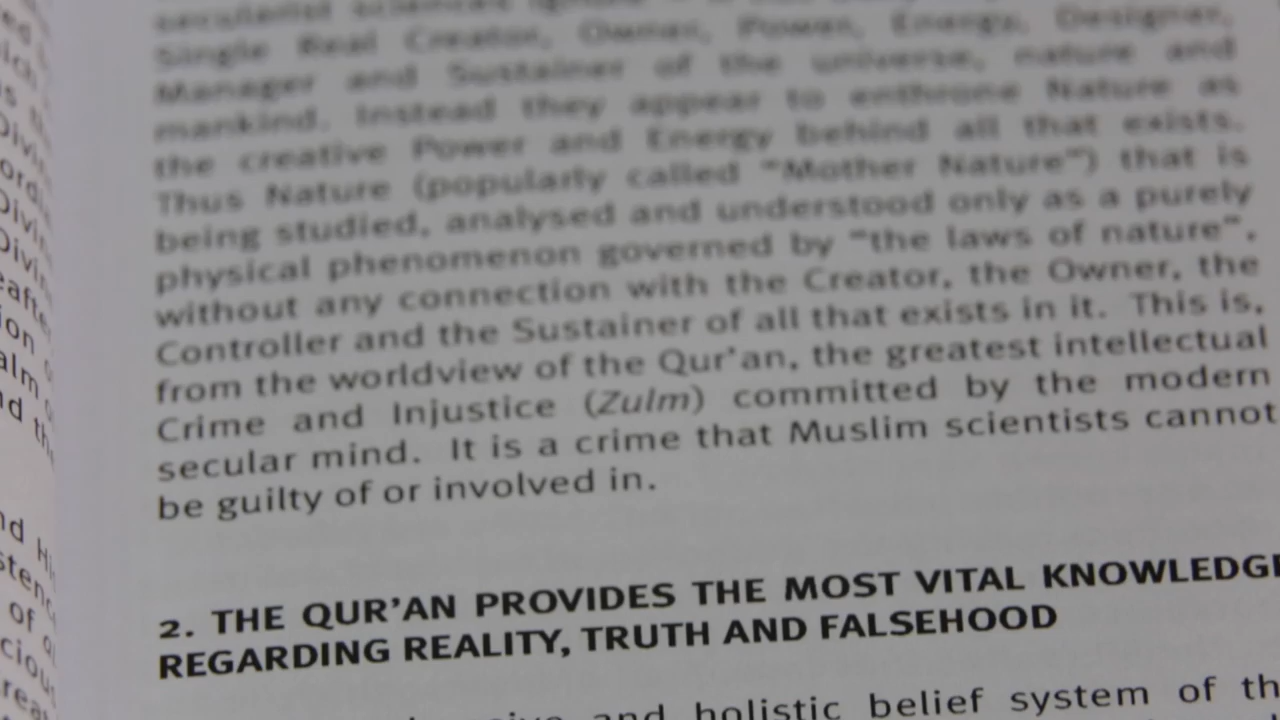 secularist sciences ignore
Single Real Creator, Owner, Power, Energy, Designer,
Manager and Sustainer of the universe, nature and
mankind. Instead they appear to enthrone Nature as
the creative Power and Energy behind all that exists.
Thus Nature (popularly called "Mother Nature") that is
being studied, analysed and understood only as a purely
physical phenomenon governed by "the laws of nature",
without any connection with the Creator, the Owner, the
Controller and the Sustainer of all that exists in it. This is,
from the worldview of the Qur'an, the greatest intellectual
Crime and Injustice (Zulm) committed by the modern
secular mind. It is a crime that Muslim scientists cannot
be guilty of or involved in.
2. THE QUR'AN PROVIDES THE MOST VITAL KNOWLEDGE
REGARDING REALITY, TRUTH AND FALSEHOOD
and holistic belief system of